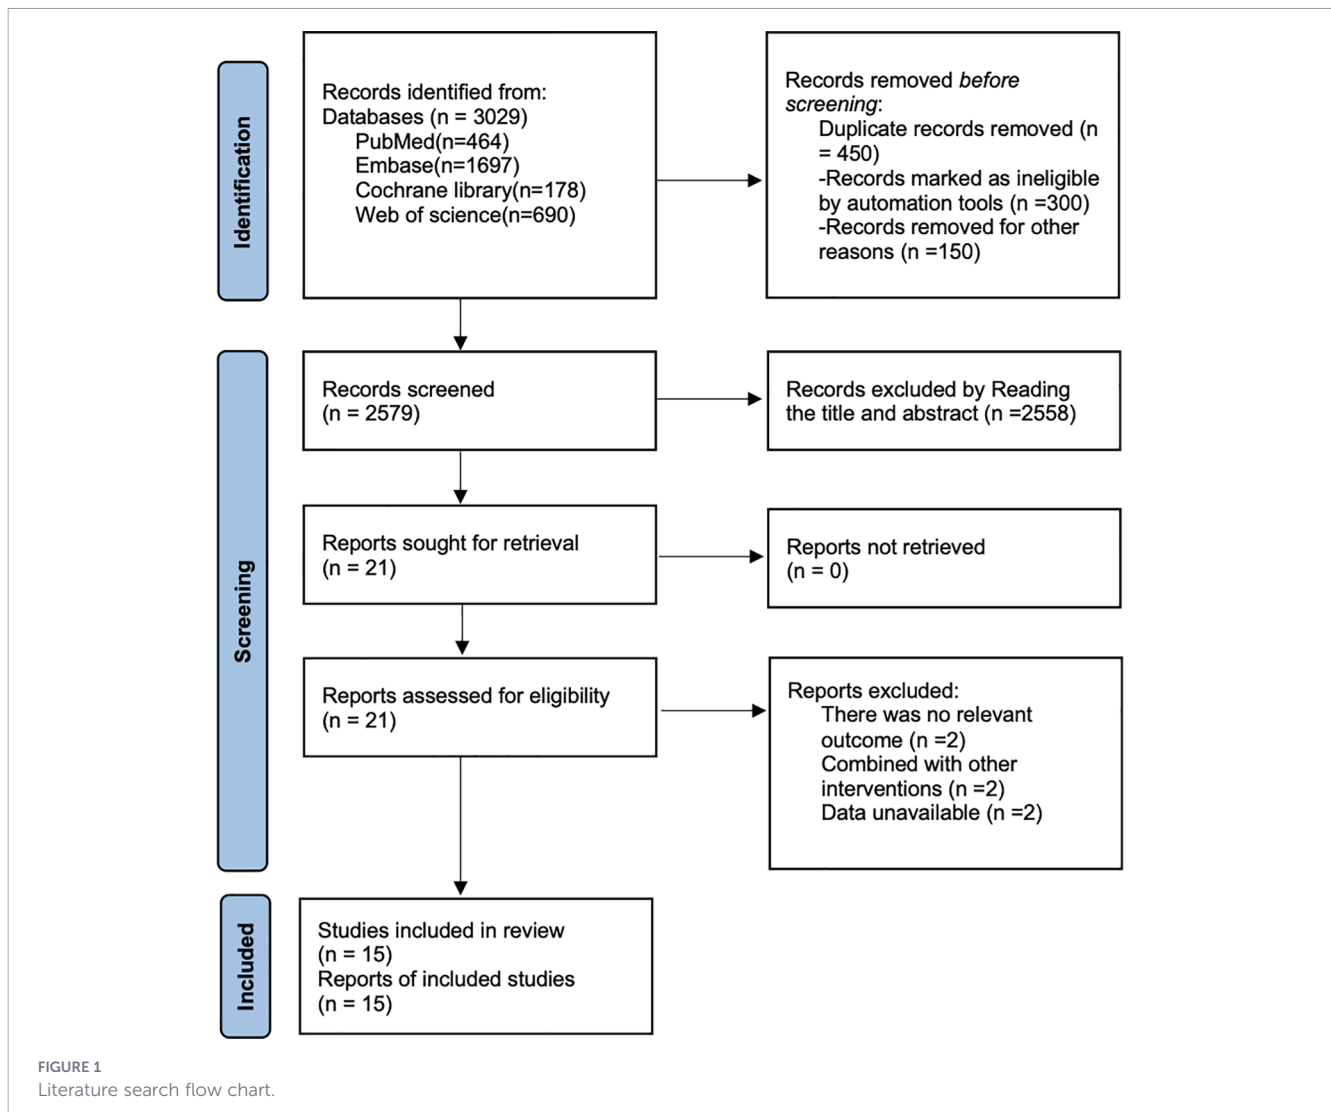 Identification
Records identified from:
Databases (n = 3029)
PubMed(n=464)
Embase(n=1697)
Cochrane library(n=178)
Web of science(n=690)
Records removed before
screening:
Duplicate records removed (n
= 450)
-Records marked as ineligible
by automation tools (n =300)
-Records removed for other
reasons (n =150)
Screening
Records screened
(n = 2579)
Records excluded by Reading
the title and abstract (n =2558)
Reports sought for retrieval
(n = 21)
Reports not retrieved
(n = 0)
Reports assessed for eligibility
(n = 21)
Reports excluded:
There was no relevant
outcome (n =2)
Combined with other
interventions (n =2)
Data unavailable (n =2)
Included
Studies included in review
(n = 15)
Reports of included studies
(n = 15)
FIGURE 1
Literature search flow chart.